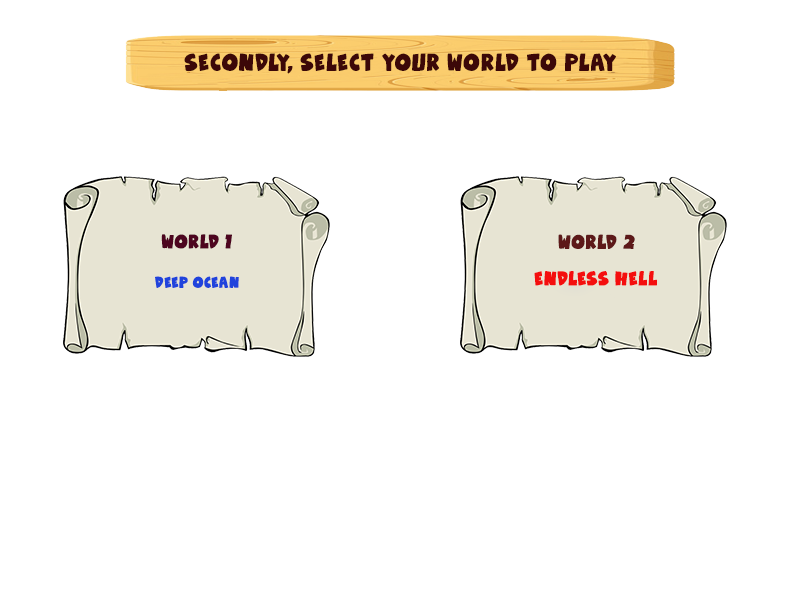 SECONDLY, SELECT YOUR WORLD TO PLAY
WORLD 1
DEEP OCEAN
WORLD 2
ENDLESS HELL